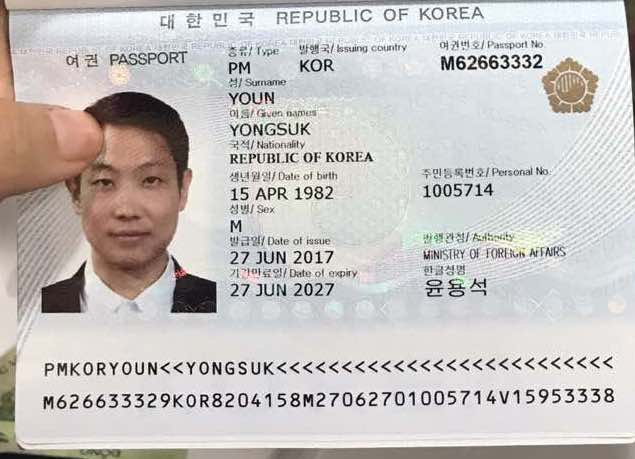 대한민국 REPUBLIC OF KOREA
여권 PASSPORT
종류/ Type 발행국/ Issuing country 여권번호/ Passport No.
PM KOR M62663332
성/ Surname
YOUN
이름/ Given names
YONGSUK
국적/ Nationality
REPUBLIC OF KOREA
생년월일/ Date of birth 주민등록번호/ Personal No.
15 APR 1982 1005714
성별/ Sex
M
발급일/ Date of issue 발행관청/ Authority
27 JUN 2017 MINISTRY OF FOREIGN AFFAIRS
기간만료일/ Date of expiry 한글성명
27 JUN 2027 윤용석
PMKORYOUN<<YONGSUK<<<<<<<<<<<<<<<<<<<<<<<<<<
M626633329KOR8204158M27062701005714V15953338